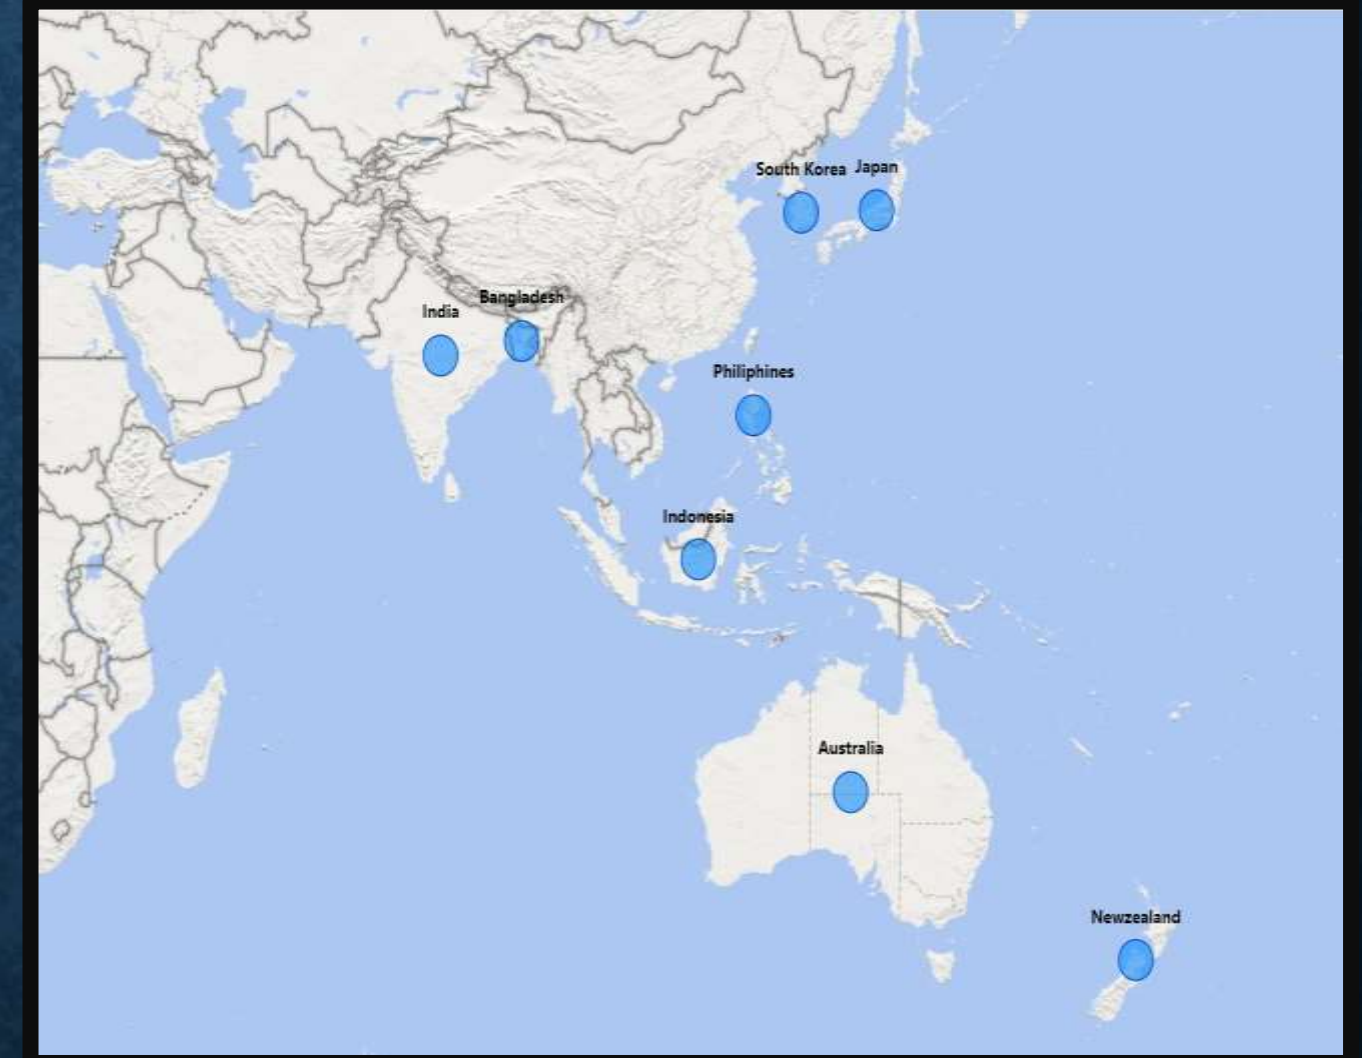 South Korea
Japan
Bangladesh
India
Philiphines
Indonesia
Australia
Newzealand